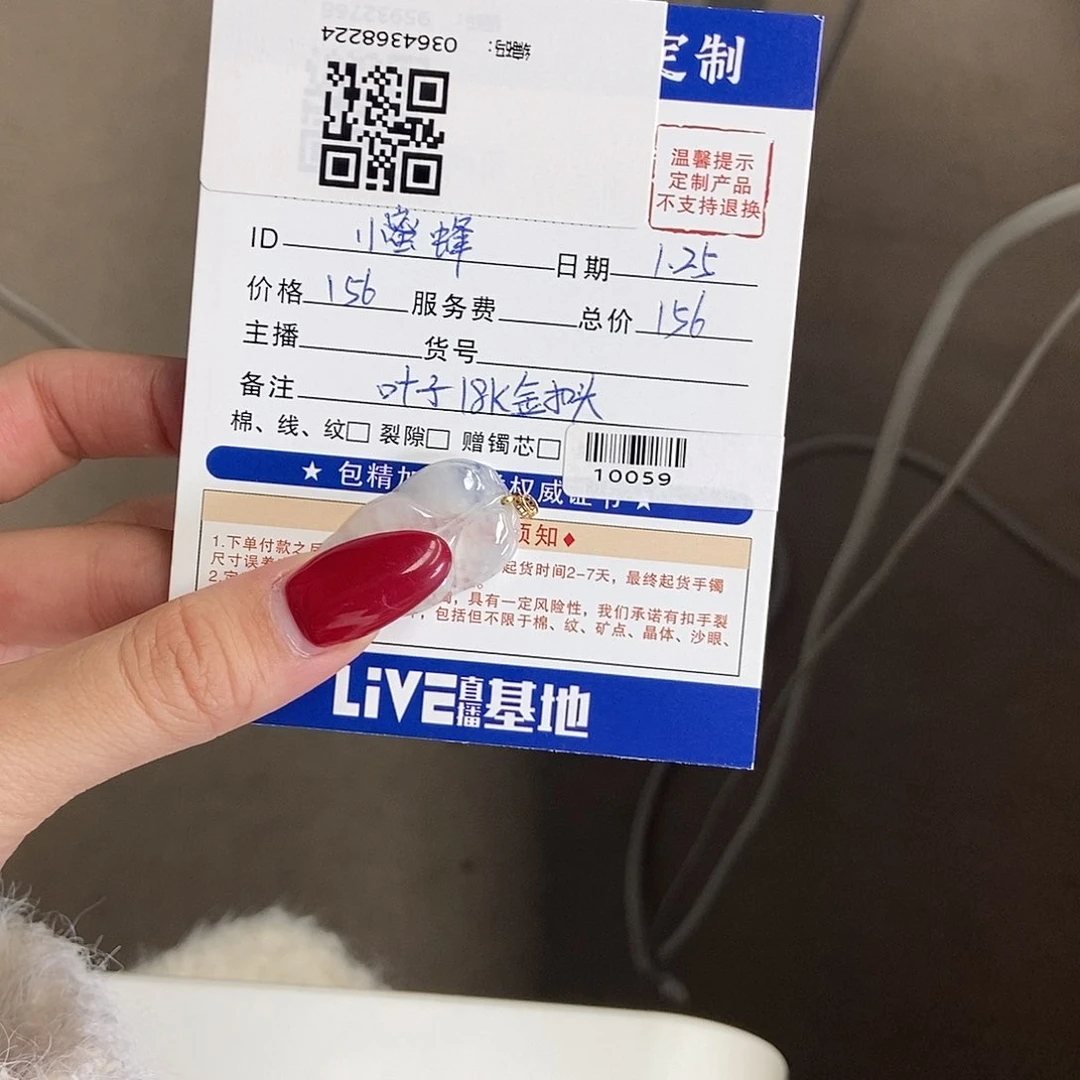 编码: 0364368224
定制
温馨提示
定制产品
不支持退换
ID 小蜜蜂 日期 1.25
价格 156 服务费 总价 156
主播 货号
备注 叶子18K金扣头
棉、线、纹□ 裂隙□ 赠镯芯□
10059
★ 包精加 权威证书 ★
须知♦
1.下单付款之 起货时间2-7天，最终起货手镯
尺寸误差
2. 具有一定风险性，我们承诺有扣手裂
包括但不限于棉、纹、矿点、晶体、沙眼、
LiVE直播基地